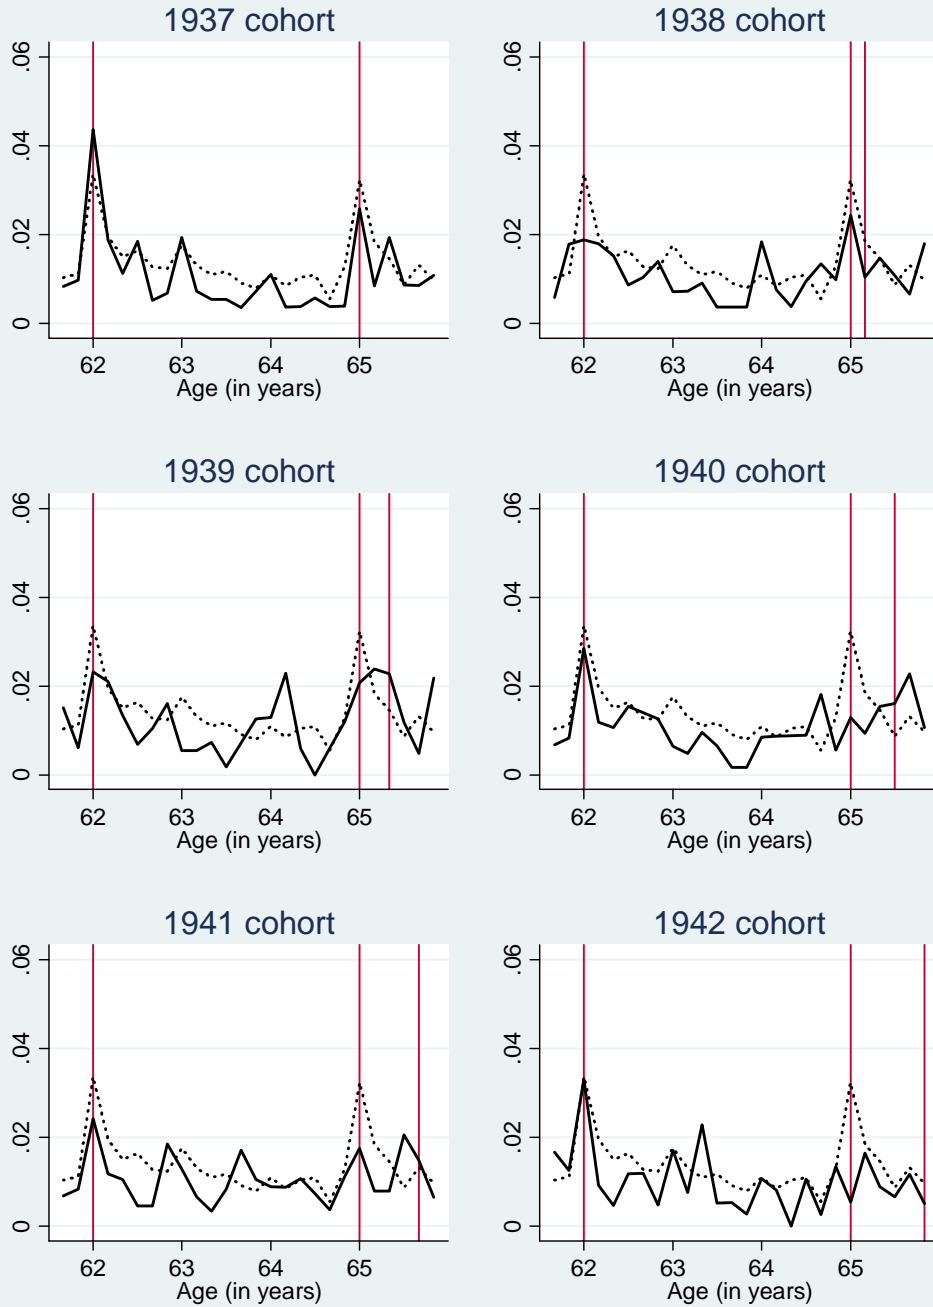 1937 cohort
.06
.04
.02
0
62 63 64 65
Age (in years)
1938 cohort
.06
.04
.02
0
62 63 64 65
Age (in years)
1939 cohort
.06
.04
.02
0
62 63 64 65
Age (in years)
1940 cohort
.06
.04
.02
0
62 63 64 65
Age (in years)
1941 cohort
.06
.04
.02
0
62 63 64 65
Age (in years)
1942 cohort
.06
.04
.02
0
62 63 64 65
Age (in years)